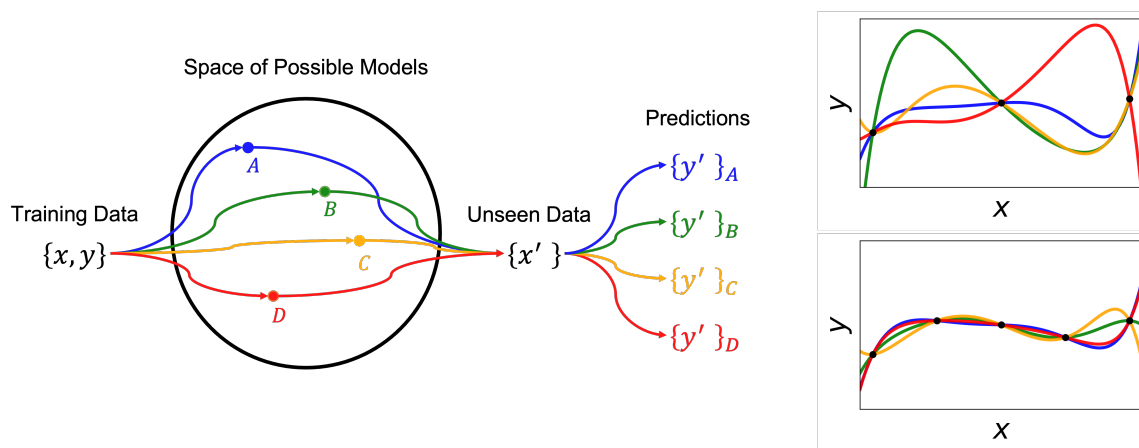 Space of Possible Models
Predictions
A
{y′ }A
B
Training Data
Unseen Data
{y′ }B
{x, y}
{x′ }
C
{y′ }C
D
{y′ }D
y
x
y
x